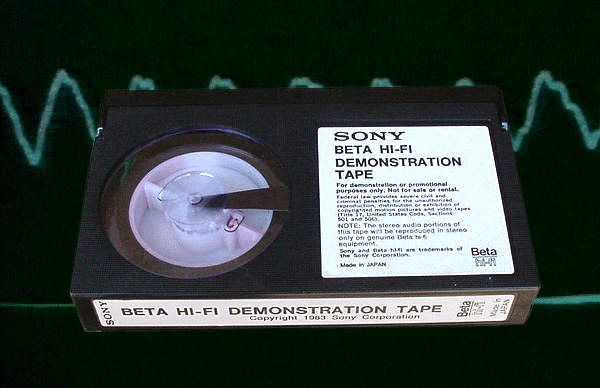 SONY
BETA HI-FI
DEMONSTRATION
TAPE
For demonstration or promotional
purposes only. Not for sale or rental.
Federal law provides severe civil and
criminal penalties for the unauthorized
reproduction, distribution or exhibition of
copyrighted motion pictures and video tapes
(Title 17, United States Code, Sections
501 and 506).
NOTE: The stereo audio portions of
this tape will be reproduced in stereo
only on genuine Beta hi-fi
equipment.
Sony and Beta hi-fi are trademarks of
the Sony Corporation.
- Made in JAPAN
Beta
hi-fi
SONY
BETA HI-FI DEMONSTRATION TAPE
Copyright 1983 Sony Corporation
Beta
hi-fi
Made in
JAPAN